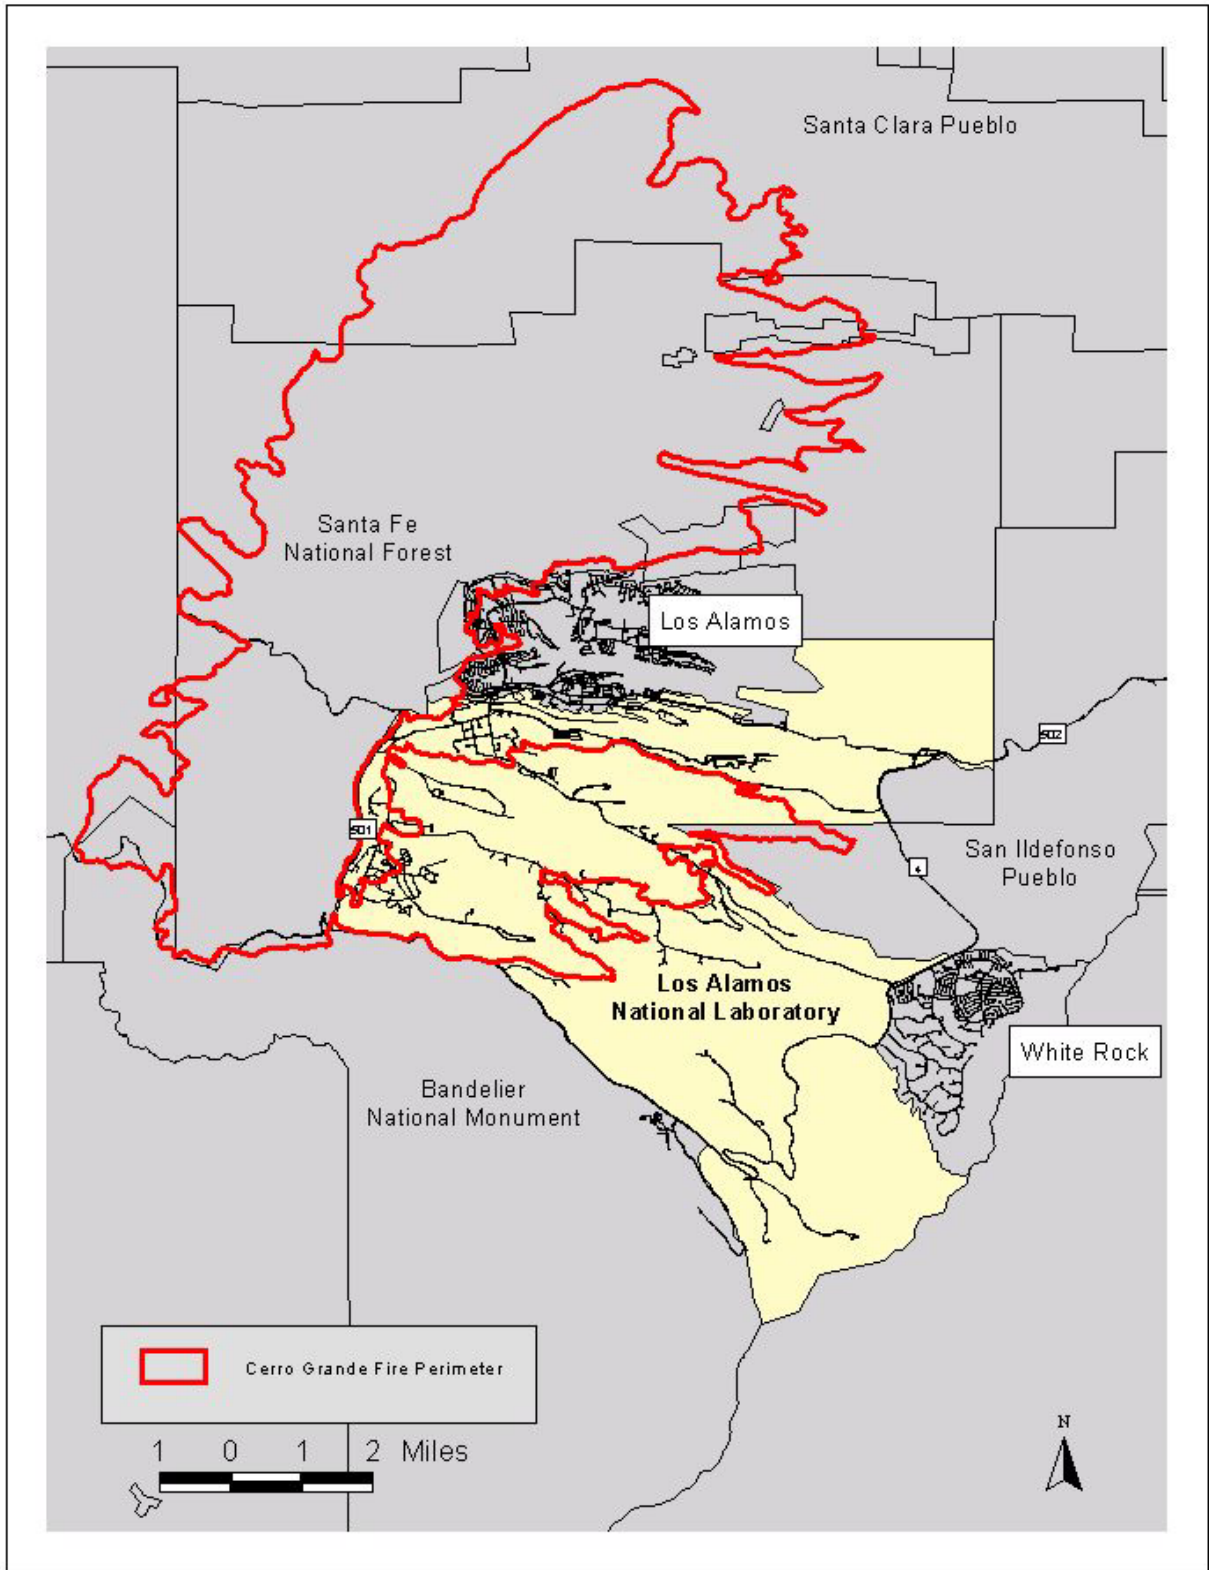 Santa Clara Pueblo
Santa Fe
National Forest
Los Alamos
502
501
San Ildefonso
Pueblo
4
Los Alamos
National Laboratory
White Rock
Bandelier
National Monument
Cerro Grande Fire Perimeter
1 0 1 2 Miles
N